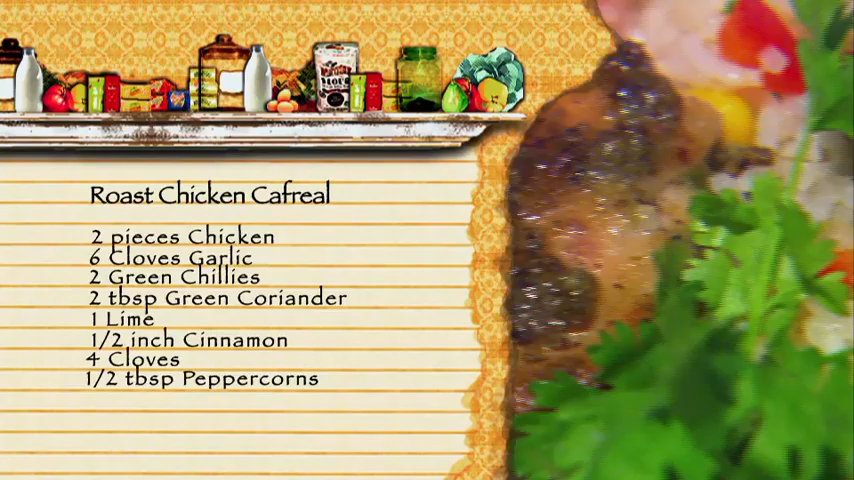 Roast Chicken Cafreal
2 pieces Chicken
6 Cloves Garlic
2 Green Chillies
2 tbsp Green Coriander
1 Lime
1/2 inch Cinnamon
4 Cloves
1/2 tbsp Peppercorns